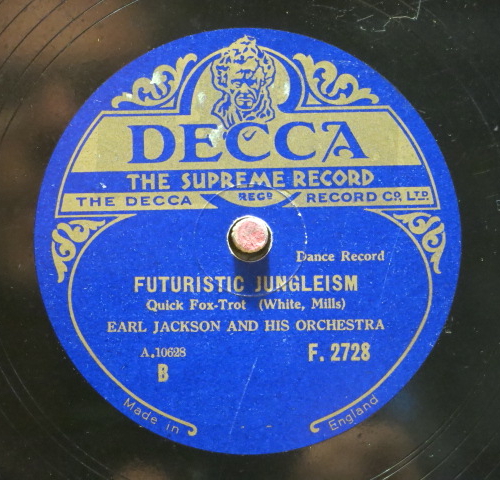 DECCA
THE SUPREME RECORD
THE DECCA REGD RECORD CO. LTD.
Dance Record
FUTURISTIC JUNGLEISM
Quick Fox-Trot (White, Mills)
EARL JACKSON AND HIS ORCHESTRA
A.10628 F. 2728
B
Made in England